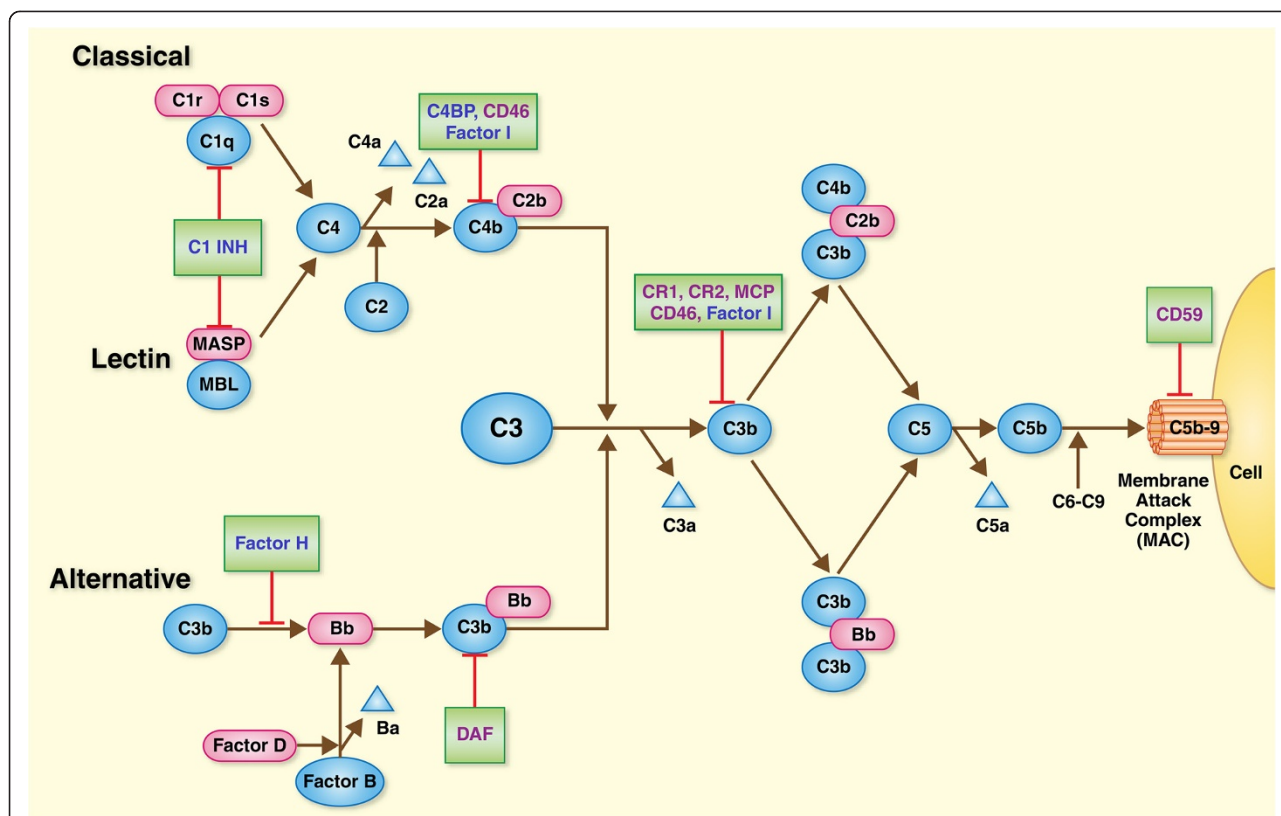 Classical
C1r
C1s
C1q
C1 INH
MASP
MBL
Lectin
C4
C4a
C2a
C2
C4BP, CD46
Factor I
C2b
C4b
C3
C3a
CR1, CR2, MCP
CD46, Factor I
C3b
C4b
C2b
C3b
C5
C5a
C5b
C6-C9
CD59
C5b-9
Membrane
Attack
Complex
(MAC)
Cell
Alternative
Factor H
C3b
Bb
Bb
C3b
DAF
Factor D
Ba
Factor B
C3b
Bb
C3b